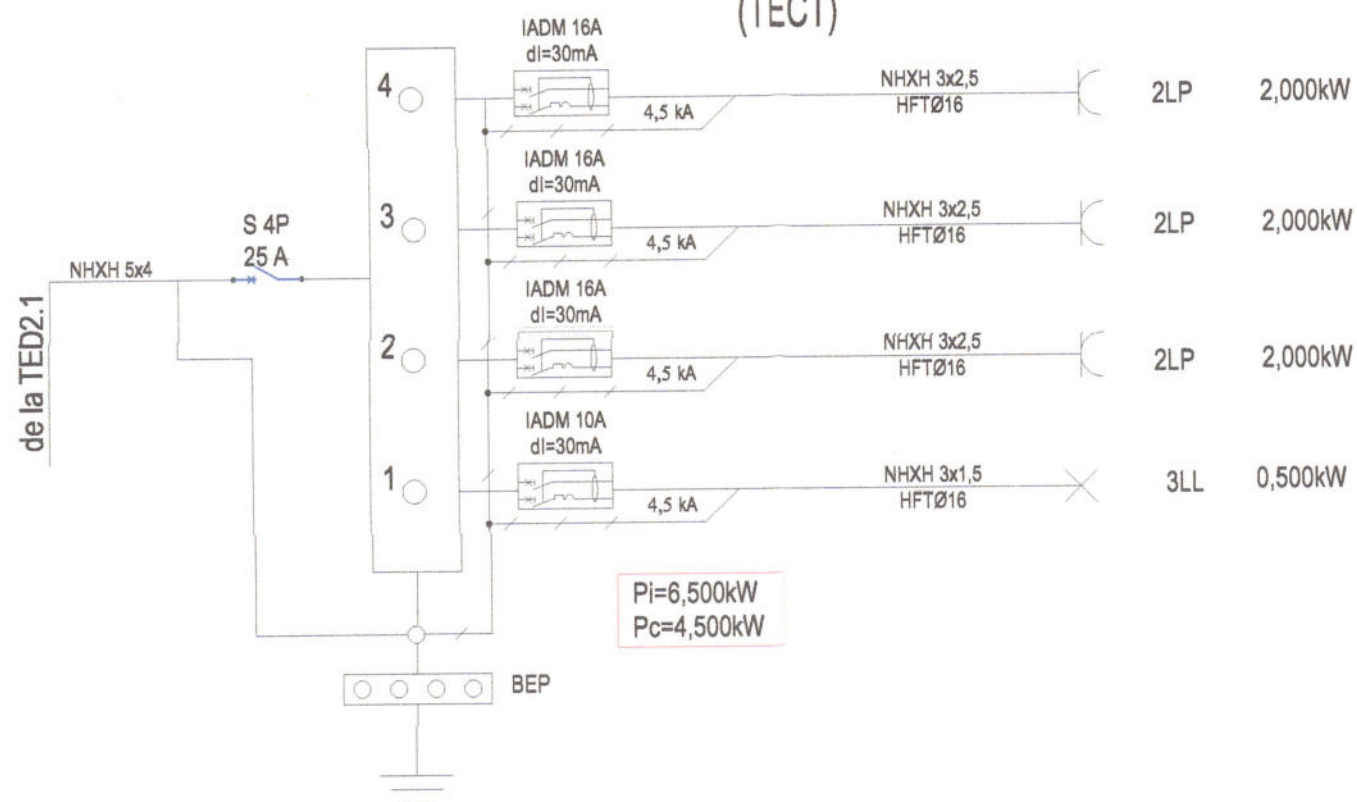 (TECT)
IADM 16A
dI=30mA
4
4,5 kA
NHXH 3x2,5
HFTØ16
2LP
2,000kW
IADM 16A
dI=30mA
3
4,5 kA
NHXH 3x2,5
HFTØ16
2LP
2,000kW
S 4P
25 A
NHXH 5x4
de la TED2.1
IADM 16A
dI=30mA
2
4,5 kA
NHXH 3x2,5
HFTØ16
2LP
2,000kW
IADM 10A
dI=30mA
1
4,5 kA
NHXH 3x1,5
HFTØ16
3LL
0,500kW
Pi=6,500kW
Pc=4,500kW
BEP